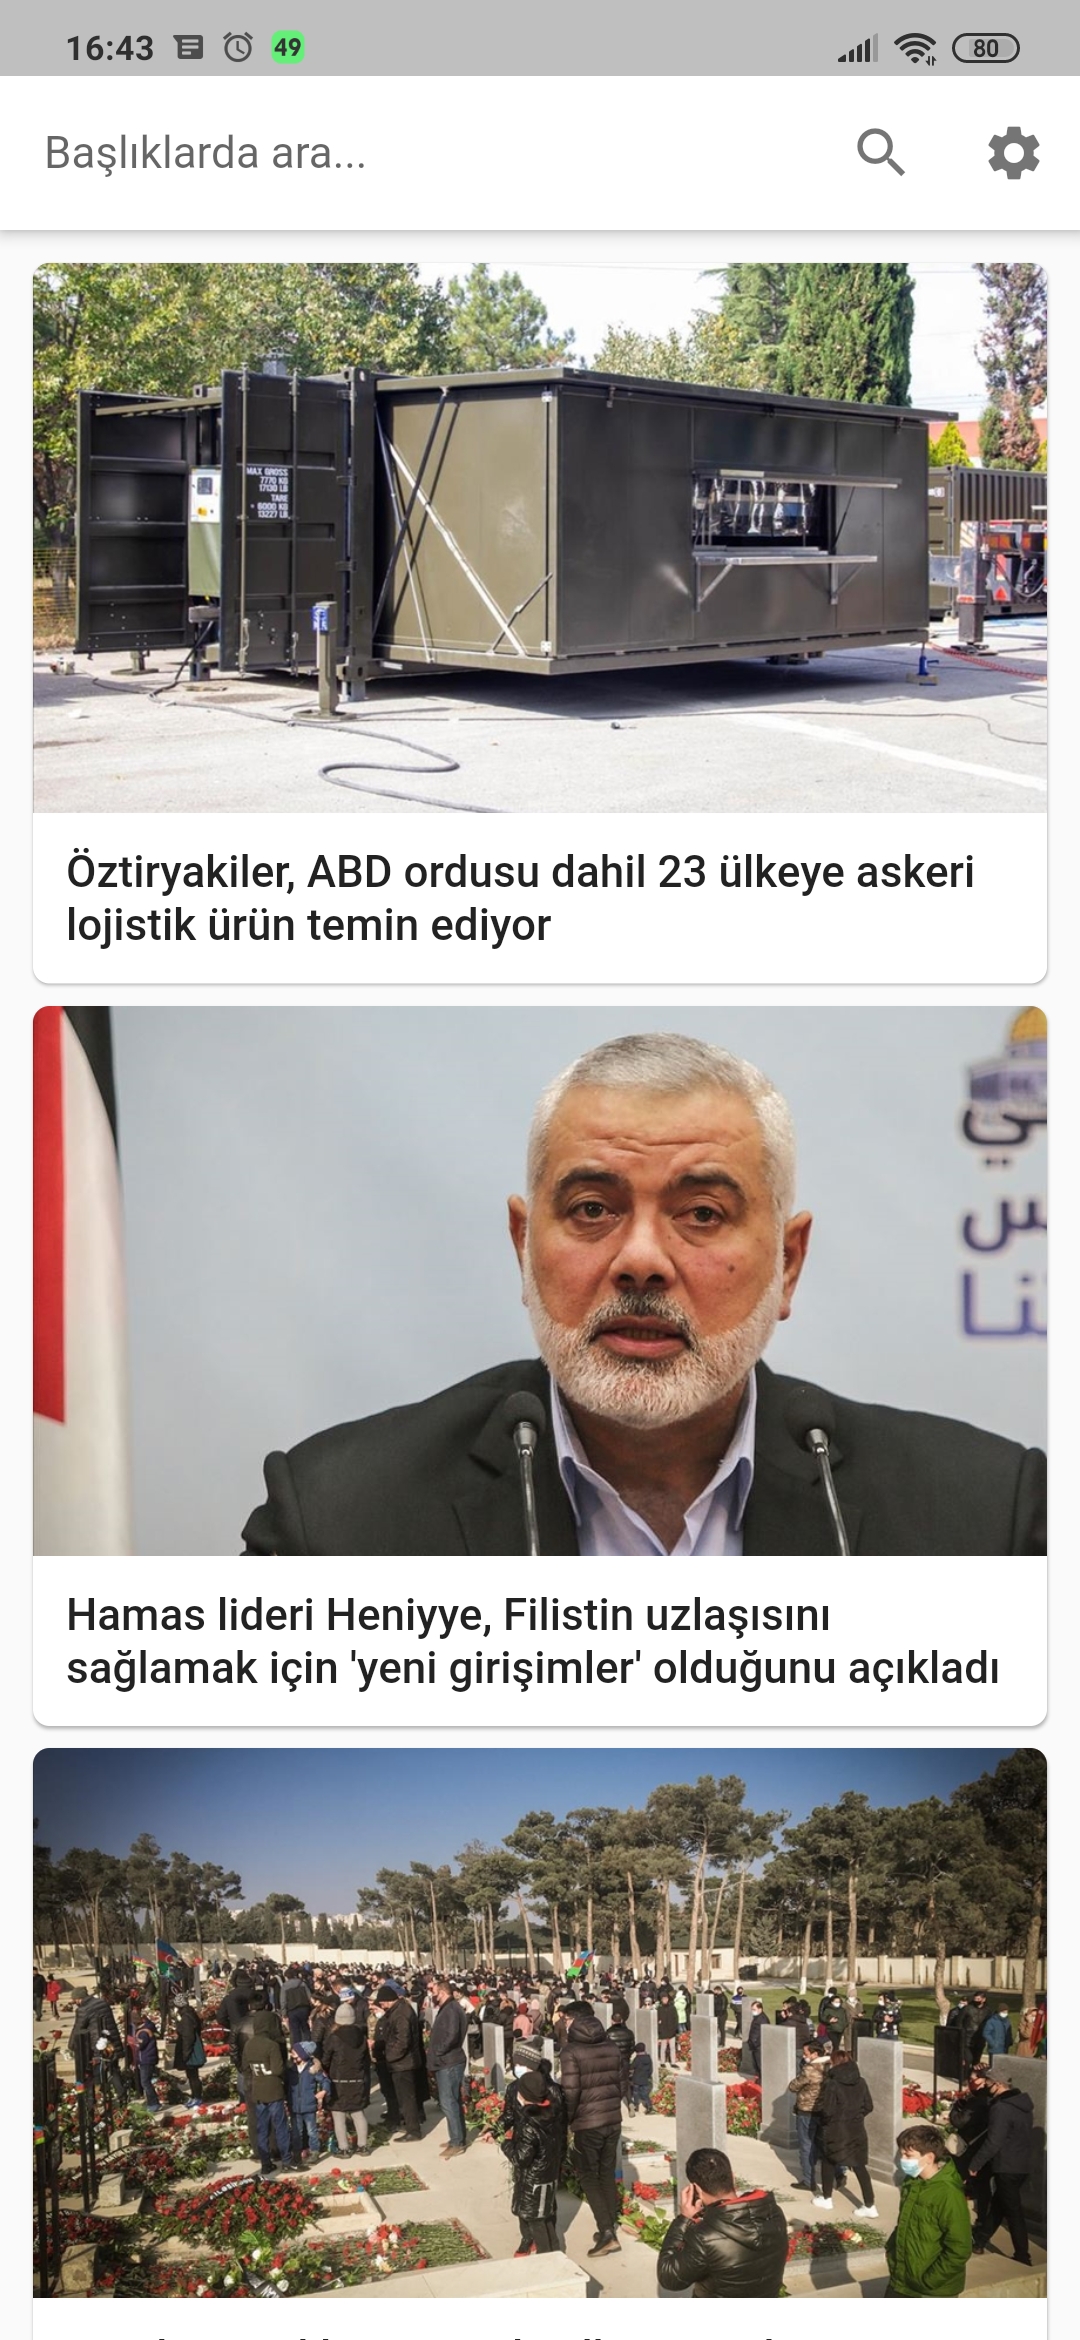 16:43
49
80
Başlıklarda ara...
MAX GROSS
7770 KG
17130 LB
TARE
6000 KG
13227 LB
Öztiryakiler, ABD ordusu dahil 23 ülkeye askeri
lojistik ürün temin ediyor
Hamas lideri Heniyye, Filistin uzlaşısını
sağlamak için 'yeni girişimler' olduğunu açıkladı